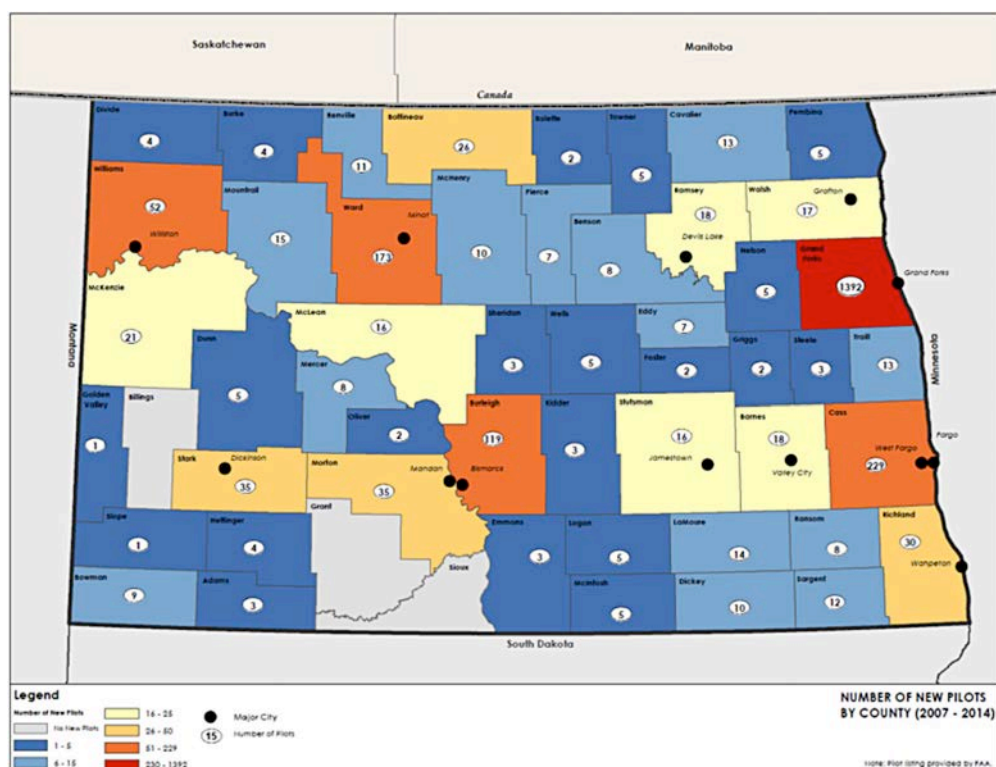 Saskatchewan
Manitoba
Canada
Divide
4
Burke
4
Renville
11
Bottineau
26
Rolette
2
Towner
5
Cavalier
13
Pembina
5
Williams
52
Williston
Mountrail
15
Ward
Minot
173
McHenry
10
Pierce
7
Benson
8
Ramsey
18
Devils Lake
Walsh
Grafton
17
Nelson
5
Grand
Forks
1392
Grand Forks
McKenzie
21
Montana
Dunn
5
McLean
16
Mercer
8
Oliver
2
Sheridan
3
Wells
5
Eddy
7
Foster
2
Griggs
2
Steele
3
Traill
13
Minnesota
Golden
Valley
1
Billings
Stark
Dickinson
35
Morton
35
Mandan
Burleigh
119
Bismarck
Kidder
3
Stutsman
16
Jamestown
Barnes
18
Valley City
Cass
229
West Fargo
Fargo
Slope
1
Hettinger
4
Grant
Sioux
Emmons
3
Logan
5
LaMoure
14
Ransom
8
Richland
30
Wahpeton
Bowman
9
Adams
3
McIntosh
5
Dickey
10
Sargent
12
South Dakota
Legend
Number of New Pilots
No New Pilots
1 - 5
6 - 15
16 - 25
26 - 50
51 - 229
230 - 1392
Major City
15
Number of Pilots
NUMBER OF NEW PILOTS
BY COUNTY (2007 - 2014)
Note: Pilot listing provided by FAA.